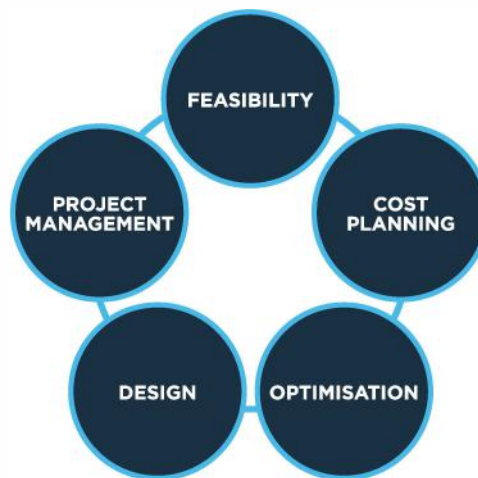 FEASIBILITY
COST
PLANNING
OPTIMISATION
DESIGN
PROJECT
MANAGEMENT